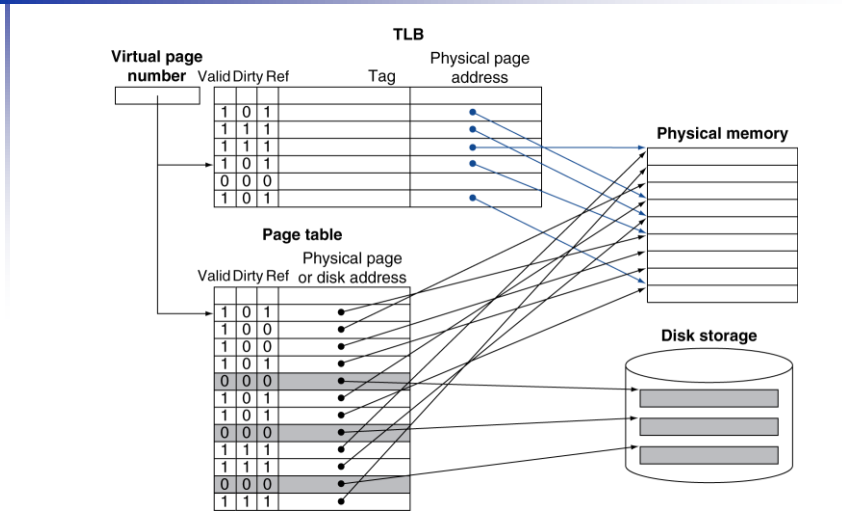 TLB
Virtual page
number
Valid Dirty Ref
Tag
Physical page
address
1 0 1
1 1 1
1 1 1
1 0 1
0 0 0
1 0 1
Physical memory
Page table
Physical page
or disk address
Valid Dirty Ref
1 0 1
1 0 0
1 0 0
1 0 1
0 0 0
1 0 1
1 0 1
0 0 0
1 1 1
1 1 1
0 0 0
1 1 1
Disk storage